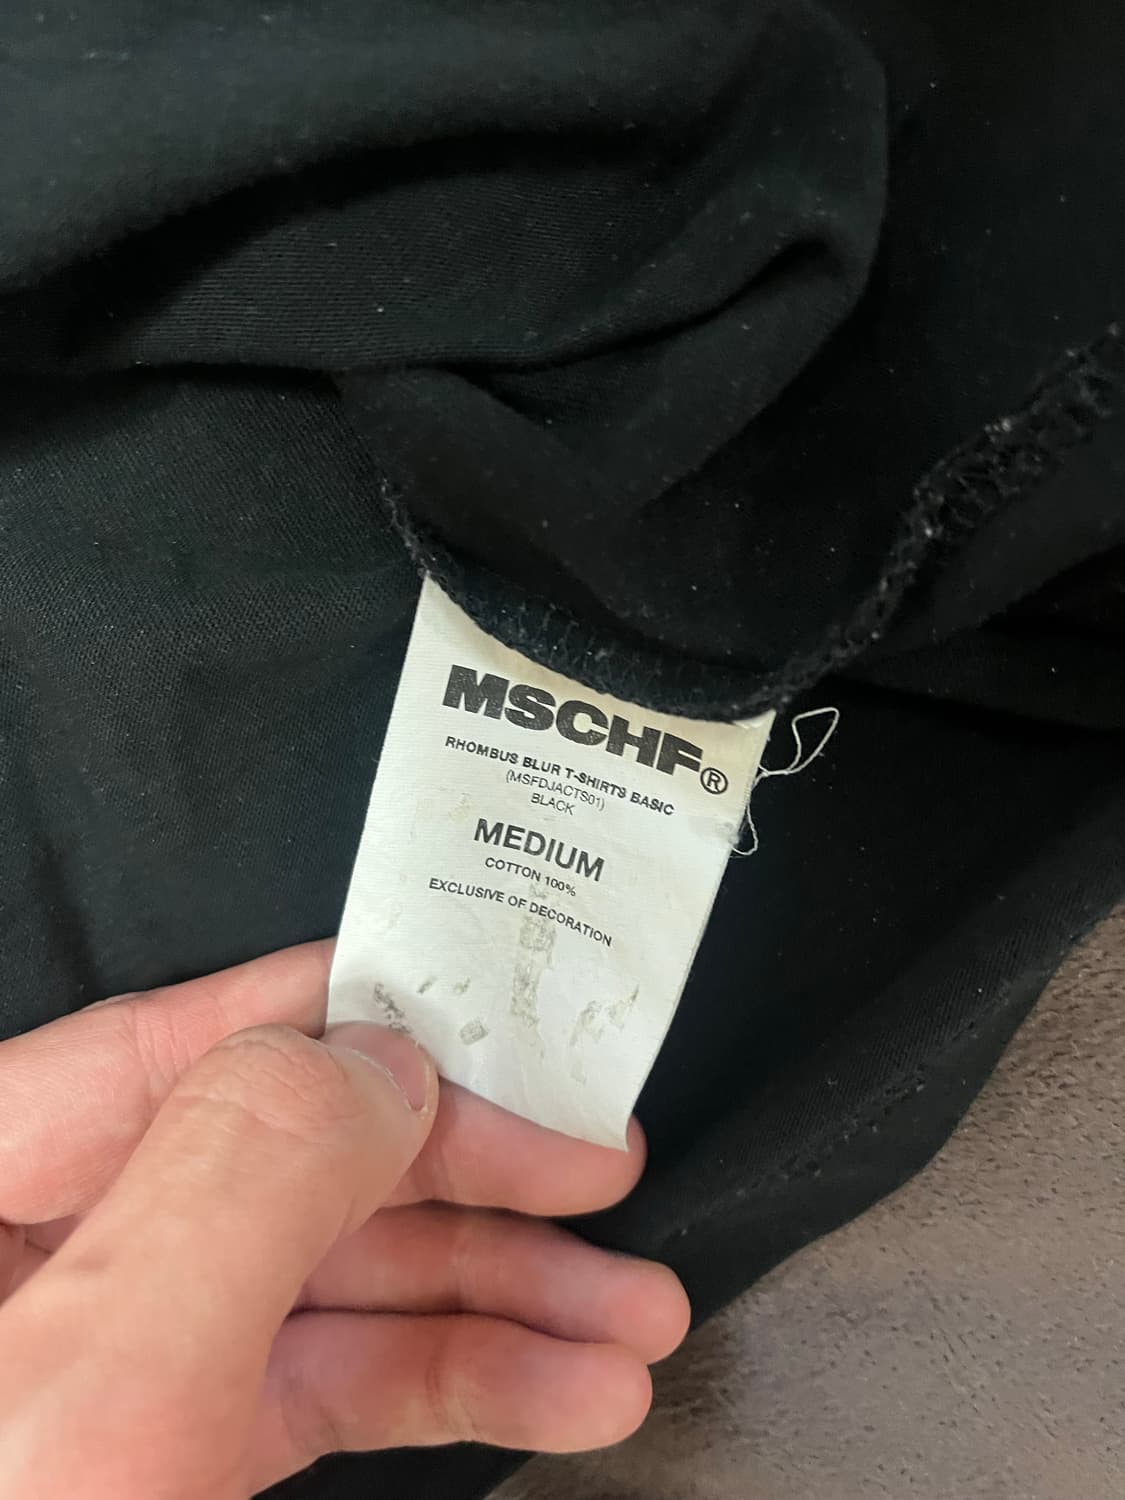 MSCHF®
RHOMBUS BLUR T-SHIRTS BASIC
(MSFDJACTS01)
BLACK
MEDIUM
COTTON 100%
EXCLUSIVE OF DECORATION